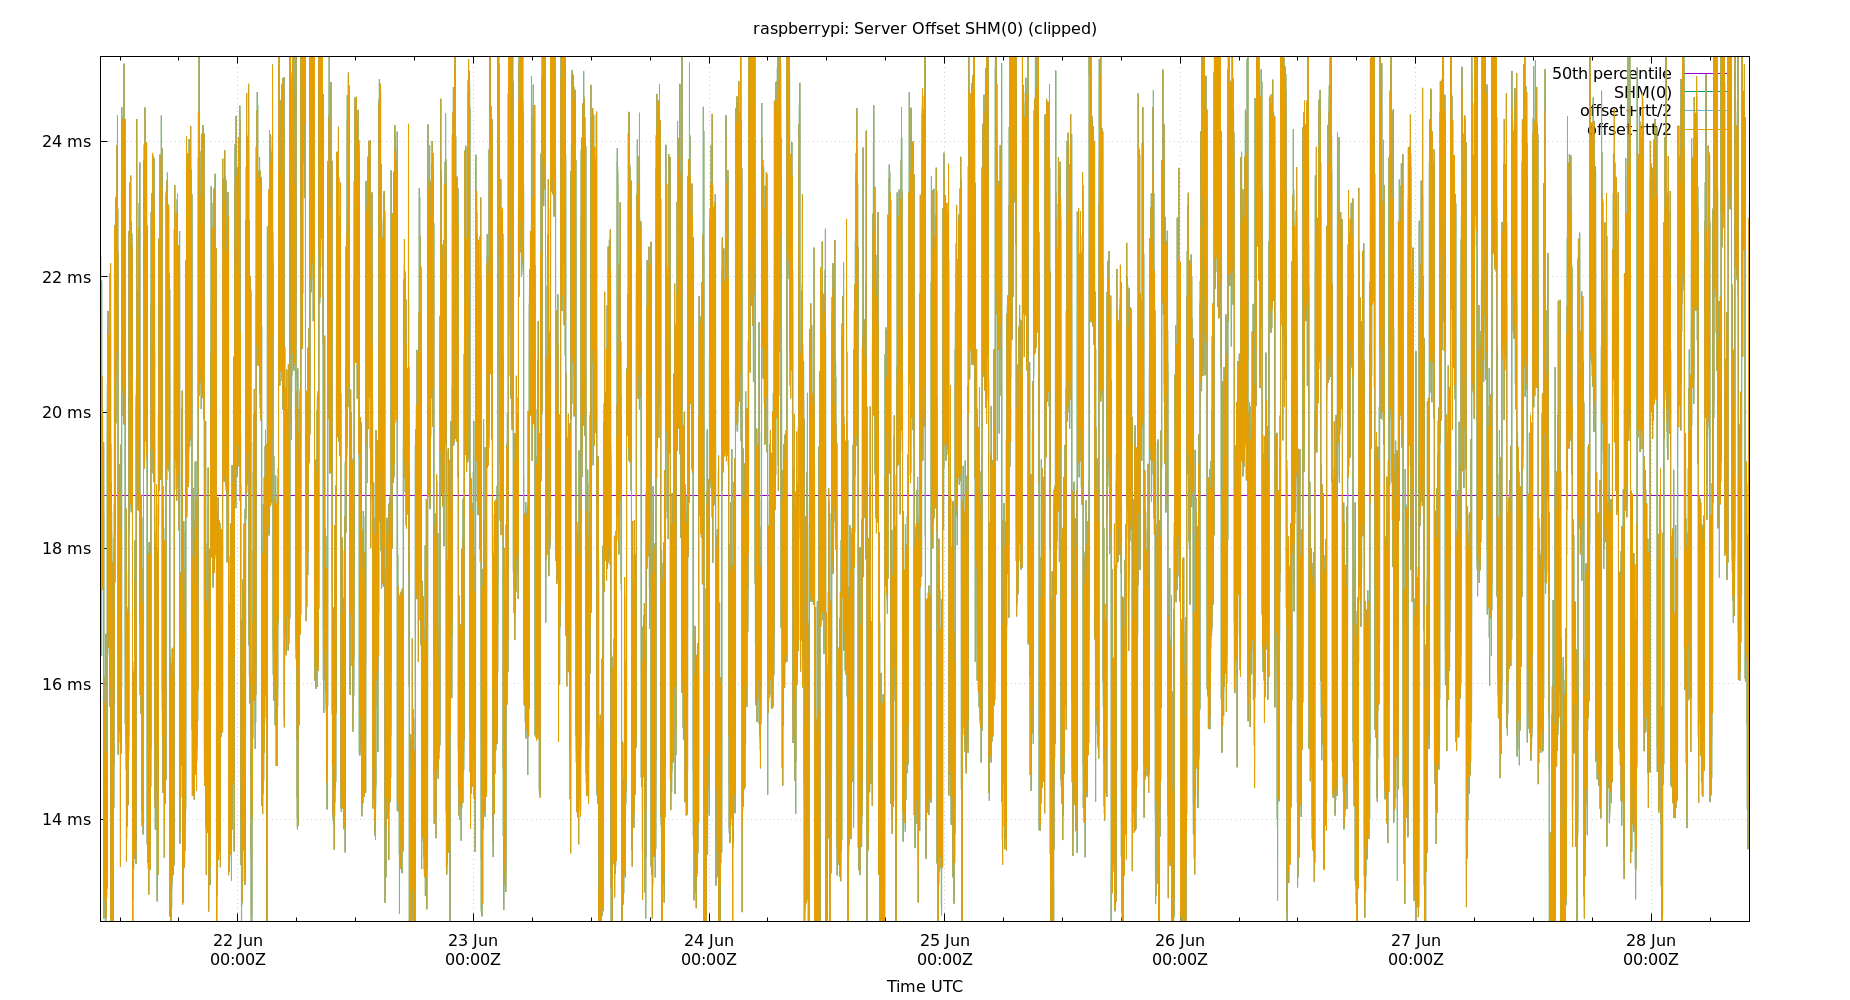 raspberrypi: Server Offset SHM(0) (clipped)
50th percentile
SHM(0)
offset+rtt/2
offset-rtt/2
24 ms
22 ms
20 ms
18 ms
16 ms
14 ms
22 Jun 23 Jun 24 Jun 25 Jun 26 Jun 27 Jun 28 Jun
00:00Z 00:00Z 00:00Z 00:00Z 00:00Z 00:00Z 00:00Z
Time UTC